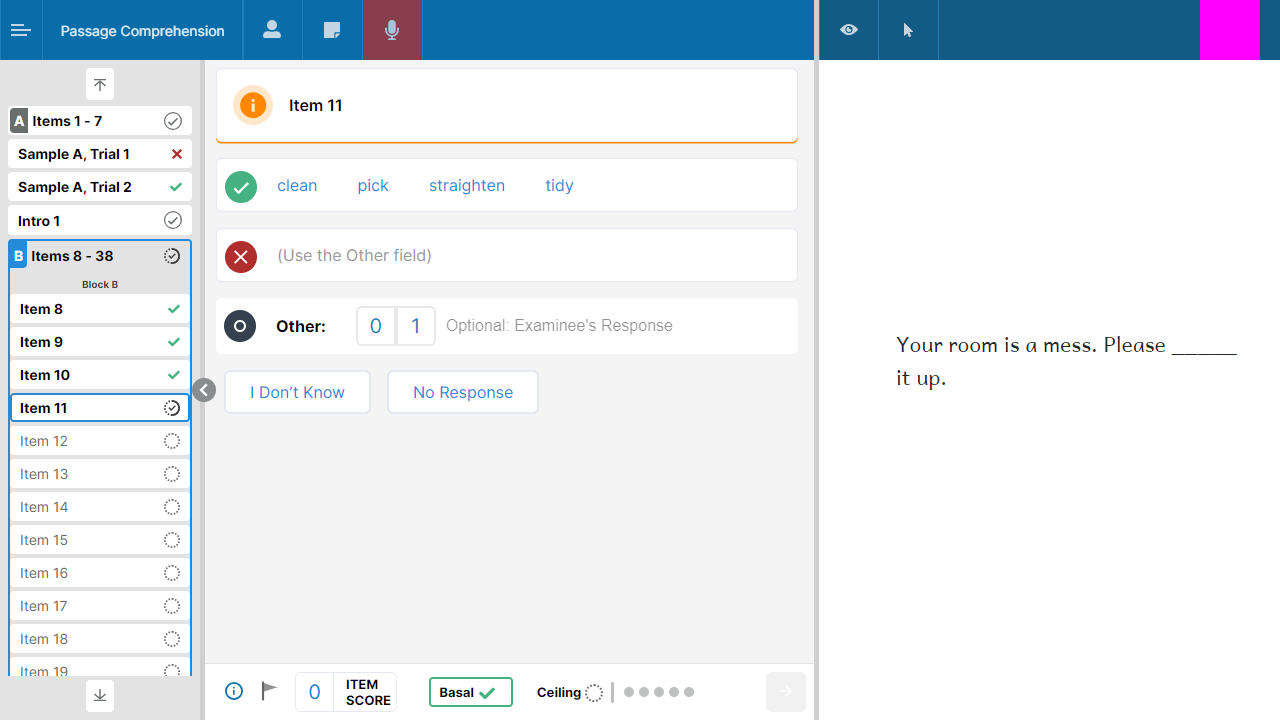 Passage Comprehension
A Items 1 - 7
Sample A, Trial 1
Sample A, Trial 2
Intro 1
B Items 8 - 38
Block B
Item 8
Item 9
Item 10
Item 11
Item 12
Item 13
Item 14
Item 15
Item 16
Item 17
Item 18
Item 19
Item 11
clean pick straighten tidy
(Use the Other field)
Other: 0 1 Optional: Examinee's Response
I Don’t Know No Response
0 ITEM
SCORE
Basal Ceiling
Your room is a mess. Please _____
it up.